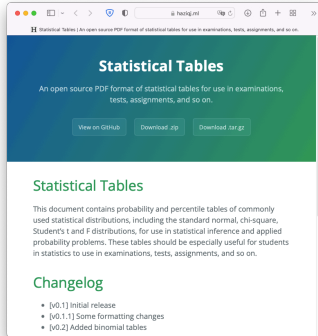 haziqj.ml
H Statistical Tables | An open source PDF format of statistical tables for use in examinations, tests, assignments, and so on.
Statistical Tables
An open source PDF format of statistical tables for use in examinations,
tests, assignments, and so on.
View on GitHub Download .zip Download .tar.gz
Statistical Tables
This document contains probability and percentile tables of commonly
used statistical distributions, including the standard normal, chi-square,
Student's t and F distributions, for use in statistical inference and applied
probability problems. These tables should be especially useful for students
in statistics to use in examinations, tests, assignments, and so on.
Changelog
• [v0.1] Initial release
• [v0.1.1] Some formatting changes
• [v0.2] Added binomial tables